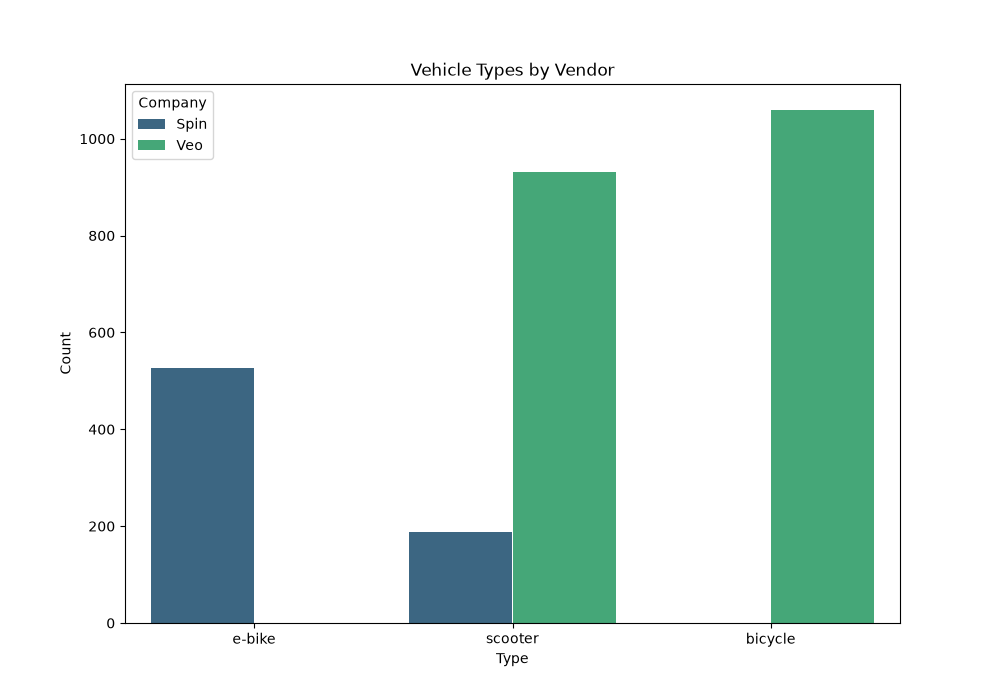 Vehicle Types by Vendor
Company
Spin
Veo
1000
800
600
400
200
0
Count
e-bike scooter bicycle
Type